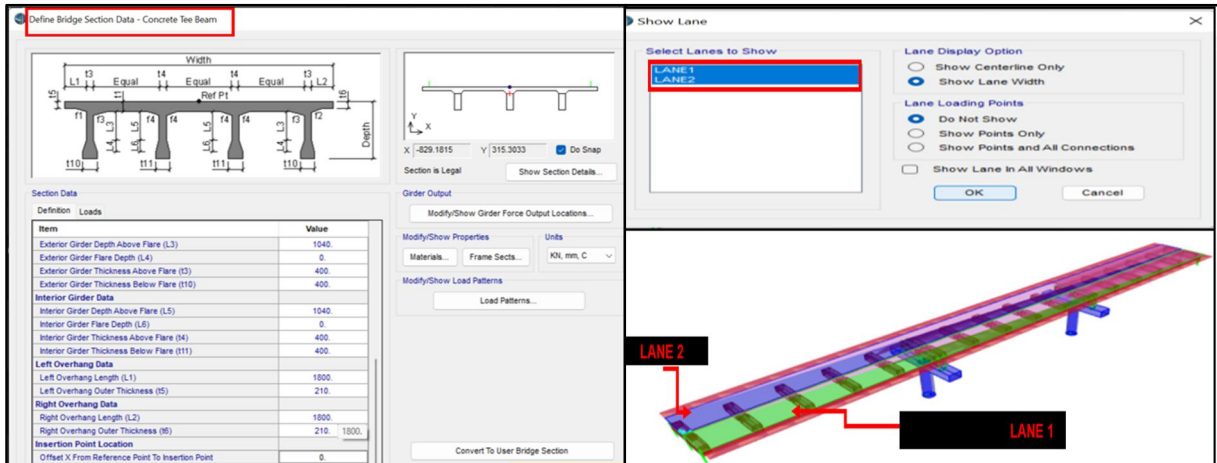 Define Bridge Section Data - Concrete Tee Beam
Width
L1 t3 Equal t4 Equal t4 Equal t3 L2
t5 t1 Ref Pt t6
f1 f3 L3 L5 f4 f4 L5 f4 f4 L3 f3 f2
L4 L6 L6 L4 Depth
t10 t11 t11 t10
Y
X
X -829.1815 Y 315.3033 Do Snap
Section is Legal Show Section Details...
Section Data
Definition Loads
Item Value
Exterior Girder Depth Above Flare (L3) 1040.
Exterior Girder Flare Depth (L4) 0.
Exterior Girder Thickness Above Flare (t3) 400.
Exterior Girder Thickness Below Flare (t10) 400.
Interior Girder Data
Interior Girder Depth Above Flare (L5) 1040.
Interior Girder Flare Depth (L6) 0.
Interior Girder Thickness Above Flare (t4) 400.
Interior Girder Thickness Below Flare (t11) 400.
Left Overhang Data
Left Overhang Length (L1) 1800.
Left Overhang Outer Thickness (t5) 210.
Right Overhang Data
Right Overhang Length (L2) 1800.
Right Overhang Outer Thickness (t6) 210. 1800.
Insertion Point Location
Offset X From Reference Point To Insertion Point 0.
Girder Output
Modify/Show Girder Force Output Locations...
Modify/Show Properties
Materials... Frame Sects...
Units
KN, mm, C
Modify/Show Load Patterns
Load Patterns...
Convert To User Bridge Section
Show Lane
Select Lanes to Show
LANE1
LANE2
Lane Display Option
Show Centerline Only
Show Lane Width
Lane Loading Points
Do Not Show
Show Points Only
Show Points and All Connections
Show Lane In All Windows
OK Cancel
LANE 2
LANE 1